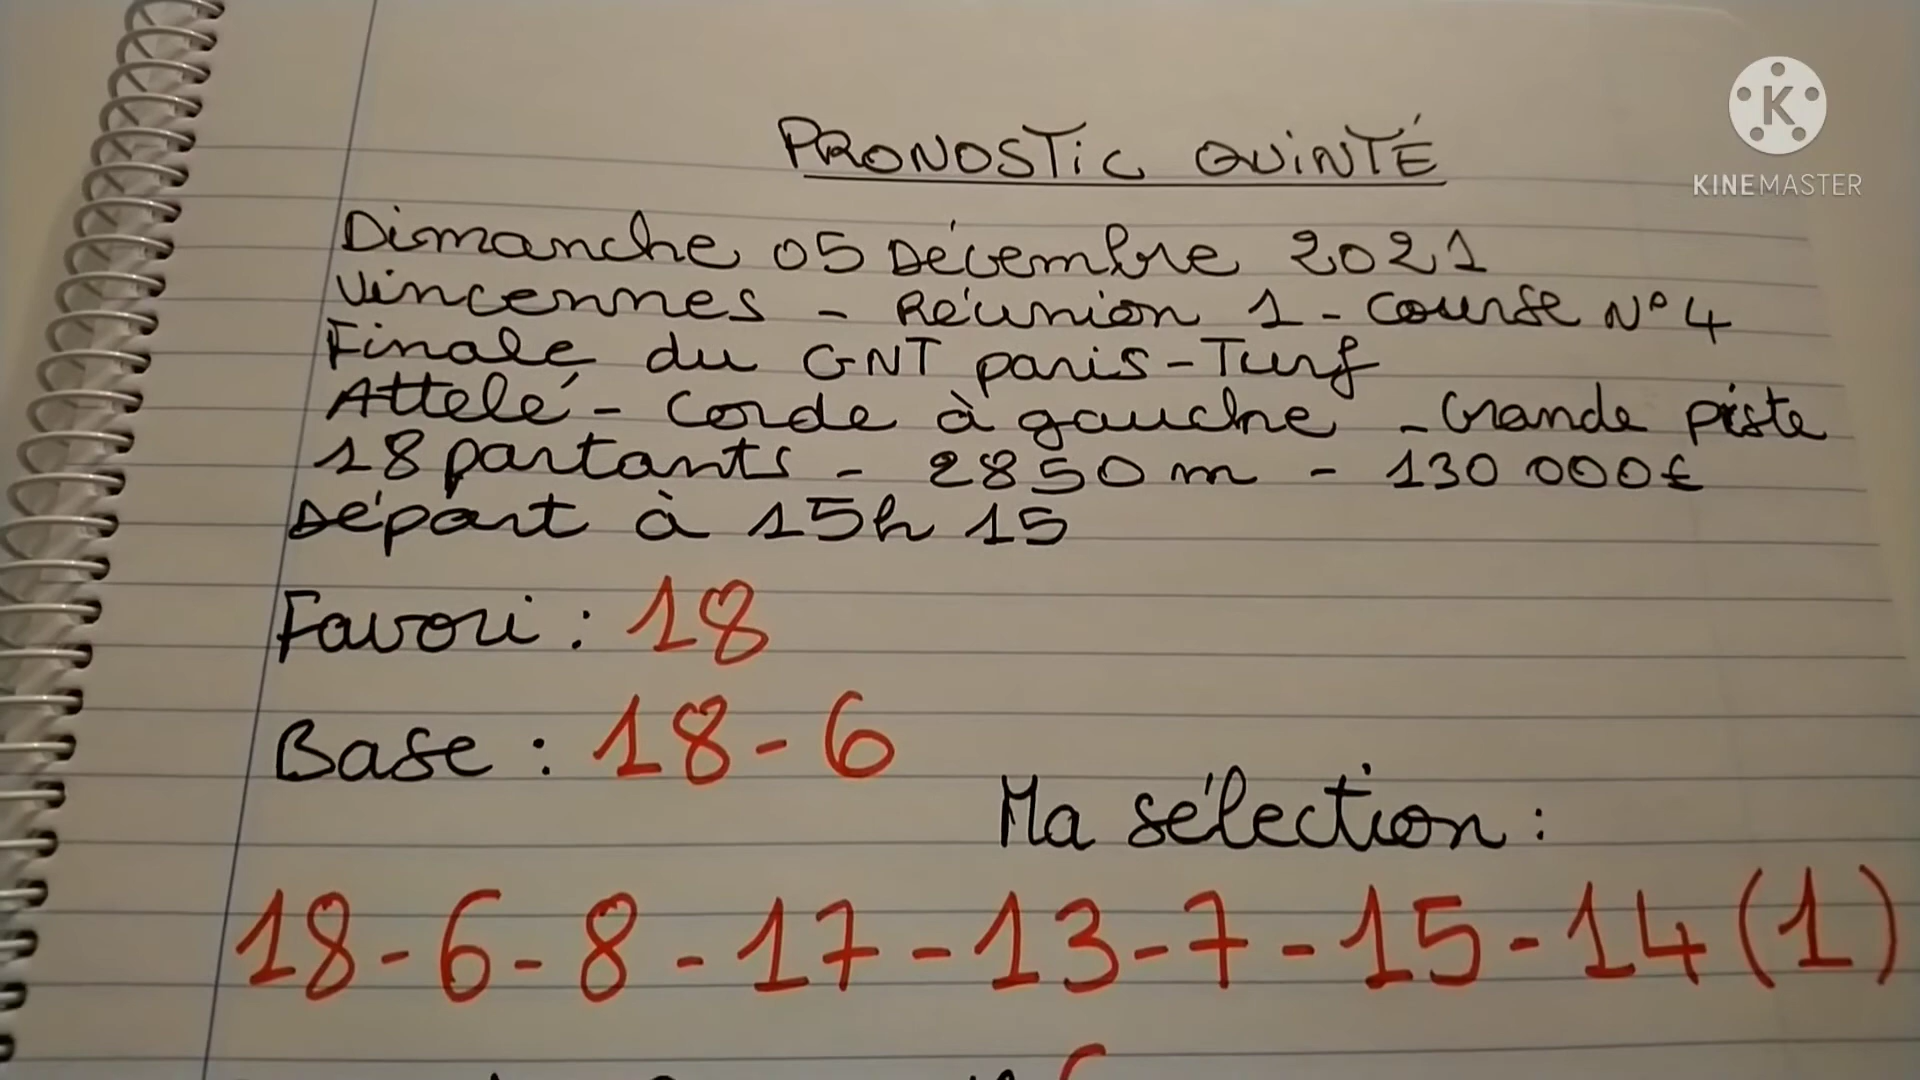 PRONOSTIC QUINTÉ
K
KINEMASTER
Dimanche 05 Décembre 2021
Vincennes - Réunion 1 - Course N° 4
Finale du GNT Paris-Turf
Attelé - Corde à gauche - Grande piste
18 partants - 2850 m - 130 000€
Départ à 15h 15
Favori : 18
Base : 18 - 6
Ma sélection :
18 - 6 - 8 - 17 - 13 - 7 - 15 - 14 (1)